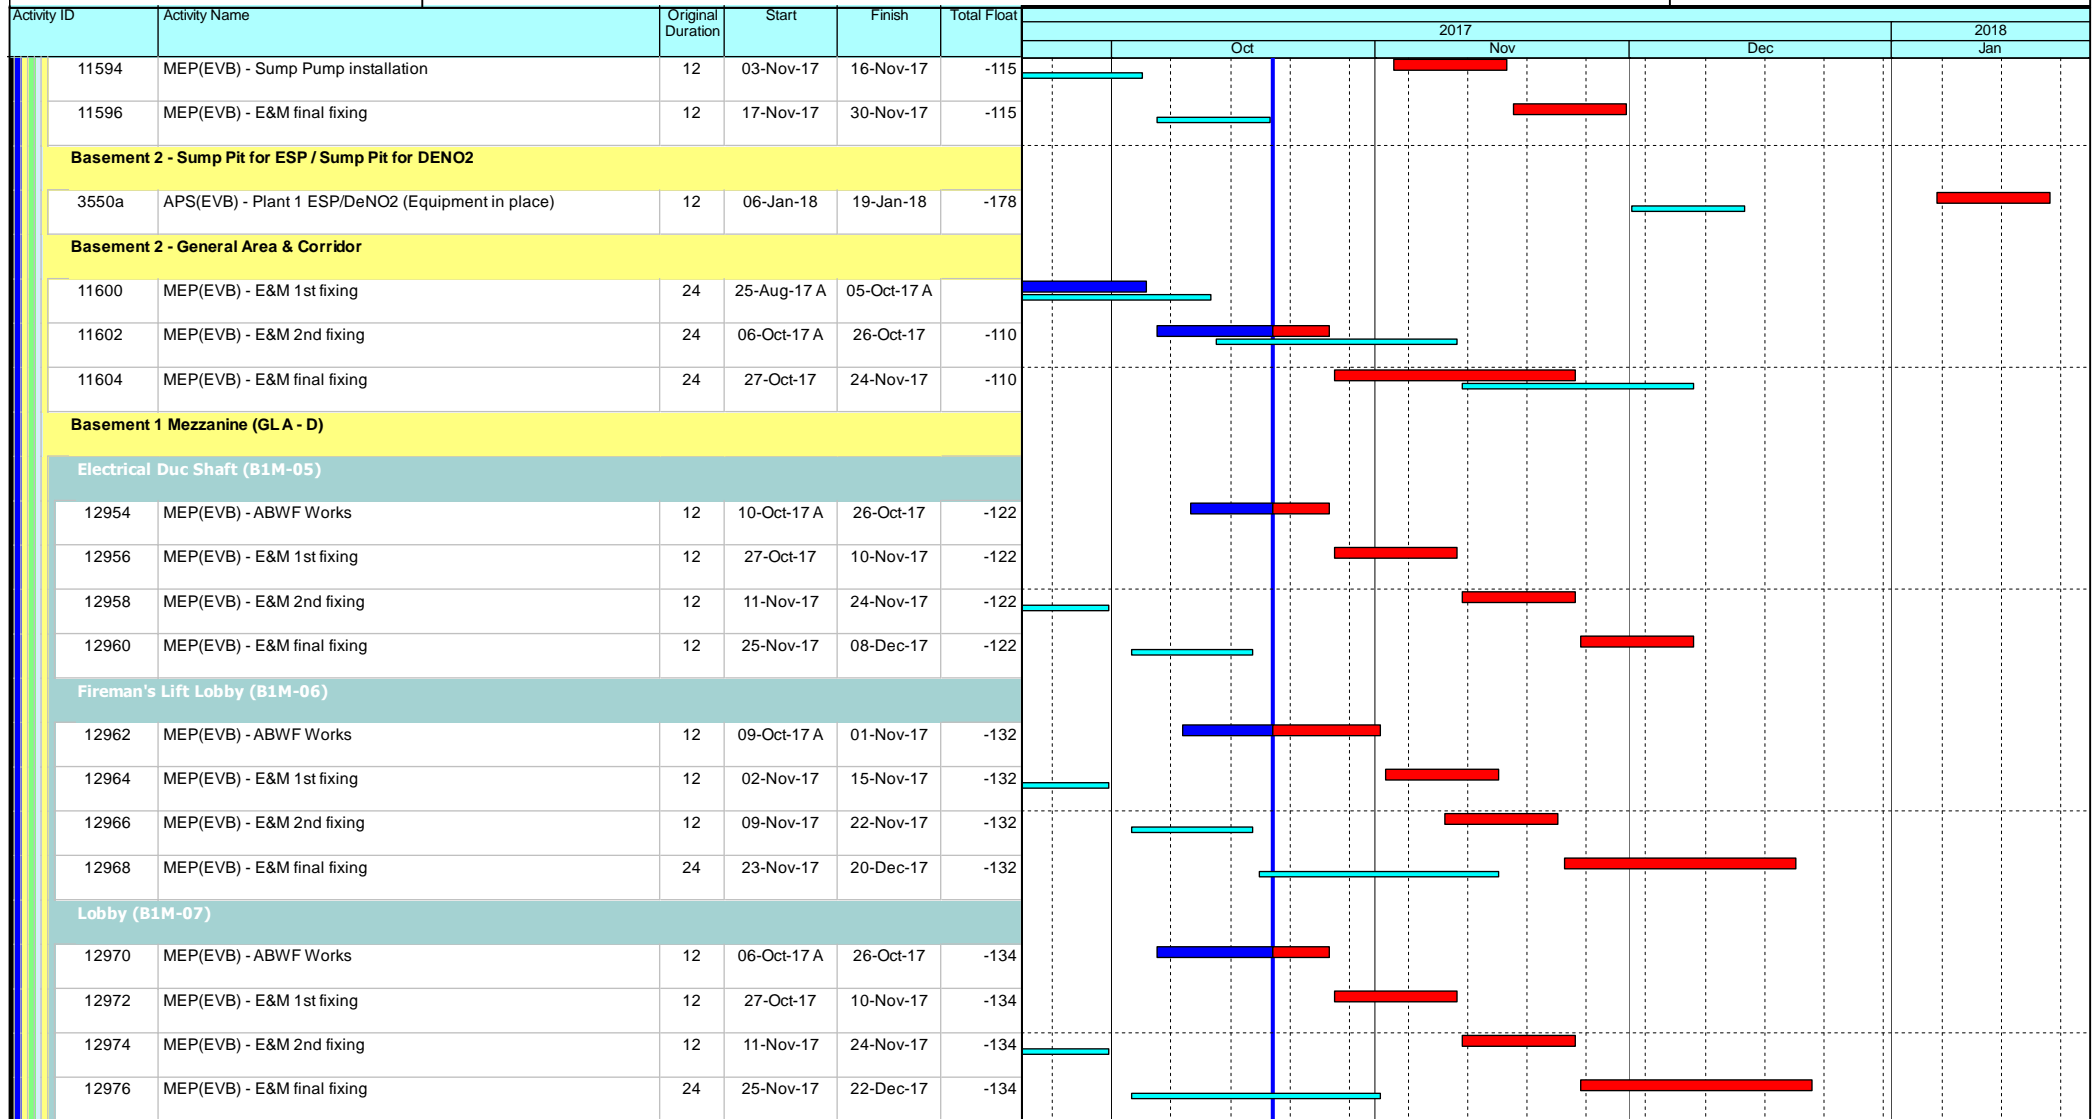 Activity ID Activity Name Original Duration Start Finish Total Float
2017 2018
Oct Nov Dec Jan
11594 MEP(EVB) - Sump Pump installation 12 03-Nov-17 16-Nov-17 -115
11596 MEP(EVB) - E&M final fixing 12 17-Nov-17 30-Nov-17 -115
Basement 2 - Sump Pit for ESP / Sump Pit for DENO2
3550a APS(EVB) - Plant 1 ESP/DeNO2 (Equipment in place) 12 06-Jan-18 19-Jan-18 -178
Basement 2 - General Area & Corridor
11600 MEP(EVB) - E&M 1st fixing 24 25-Aug-17 A 05-Oct-17 A
11602 MEP(EVB) - E&M 2nd fixing 24 06-Oct-17 A 26-Oct-17 -110
11604 MEP(EVB) - E&M final fixing 24 27-Oct-17 24-Nov-17 -110
Basement 1 Mezzanine (GL A - D)
Electrical Duc Shaft (B1M-05)
12954 MEP(EVB) - ABWF Works 12 10-Oct-17 A 26-Oct-17 -122
12956 MEP(EVB) - E&M 1st fixing 12 27-Oct-17 10-Nov-17 -122
12958 MEP(EVB) - E&M 2nd fixing 12 11-Nov-17 24-Nov-17 -122
12960 MEP(EVB) - E&M final fixing 12 25-Nov-17 08-Dec-17 -122
Fireman's Lift Lobby (B1M-06)
12962 MEP(EVB) - ABWF Works 12 09-Oct-17 A 01-Nov-17 -132
12964 MEP(EVB) - E&M 1st fixing 12 02-Nov-17 15-Nov-17 -132
12966 MEP(EVB) - E&M 2nd fixing 12 09-Nov-17 22-Nov-17 -132
12968 MEP(EVB) - E&M final fixing 24 23-Nov-17 20-Dec-17 -132
Lobby (B1M-07)
12970 MEP(EVB) - ABWF Works 12 06-Oct-17 A 26-Oct-17 -134
12972 MEP(EVB) - E&M 1st fixing 12 27-Oct-17 10-Nov-17 -134
12974 MEP(EVB) - E&M 2nd fixing 12 11-Nov-17 24-Nov-17 -134
12976 MEP(EVB) - E&M final fixing 24 25-Nov-17 22-Dec-17 -134